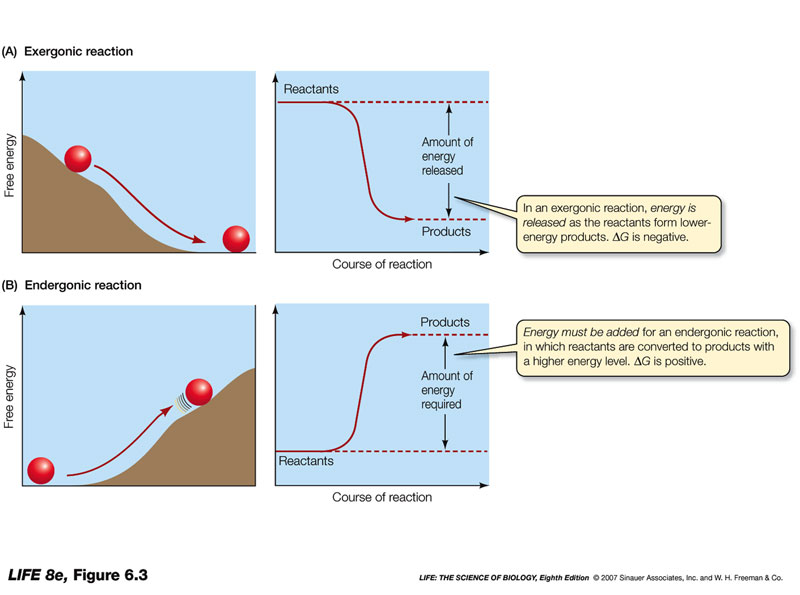 (A) Exergonic reaction
Free energy
Reactants
Amount of
energy
released
Products
Course of reaction
In an exergonic reaction, energy is
released as the reactants form lower-
energy products. ΔG is negative.
(B) Endergonic reaction
Free energy
Products
Amount of
energy
required
Reactants
Course of reaction
Energy must be added for an endergonic reaction,
in which reactants are converted to products with
a higher energy level. ΔG is positive.
LIFE 8e, Figure 6.3
LIFE: THE SCIENCE OF BIOLOGY, Eighth Edition © 2007 Sinauer Associates, Inc. and W. H. Freeman & Co.